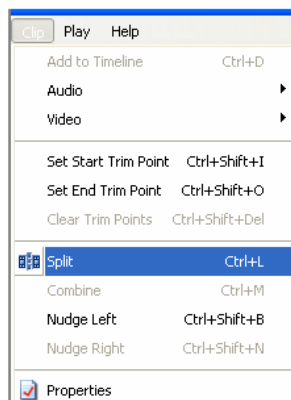 Clip Play Help
Add to Timeline Ctrl+D
Audio
Video
Set Start Trim Point Ctrl+Shift+I
Set End Trim Point Ctrl+Shift+O
Clear Trim Points Ctrl+Shift+Del
Split Ctrl+L
Combine Ctrl+M
Nudge Left Ctrl+Shift+B
Nudge Right Ctrl+Shift+N
Properties